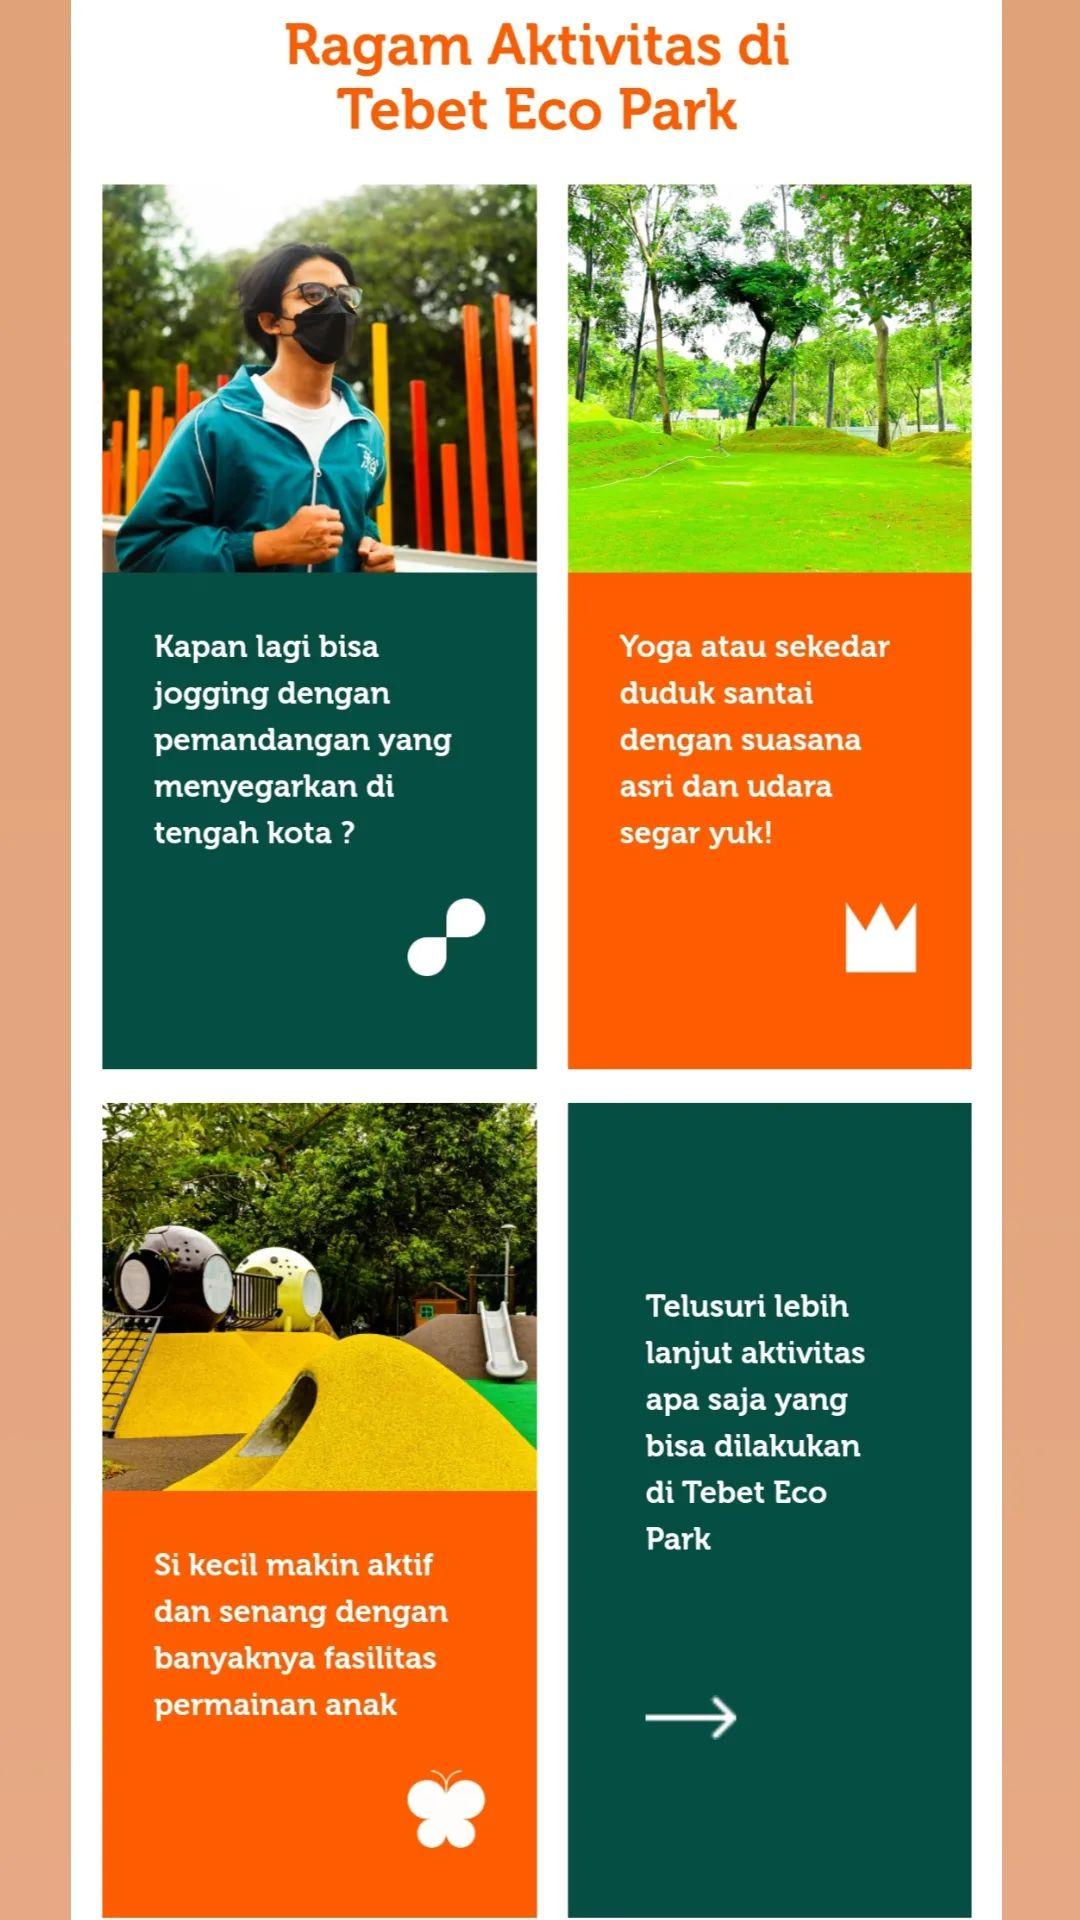 Ragam Aktivitas di
Tebet Eco Park
Kapan lagi bisa
jogging dengan
pemandangan yang
menyegarkan di
tengah kota ?
Yoga atau sekedar
duduk santai
dengan suasana
asri dan udara
segar yuk!
Si kecil makin aktif
dan senang dengan
banyaknya fasilitas
permainan anak
Telusuri lebih
lanjut aktivitas
apa saja yang
bisa dilakukan
di Tebet Eco
Park